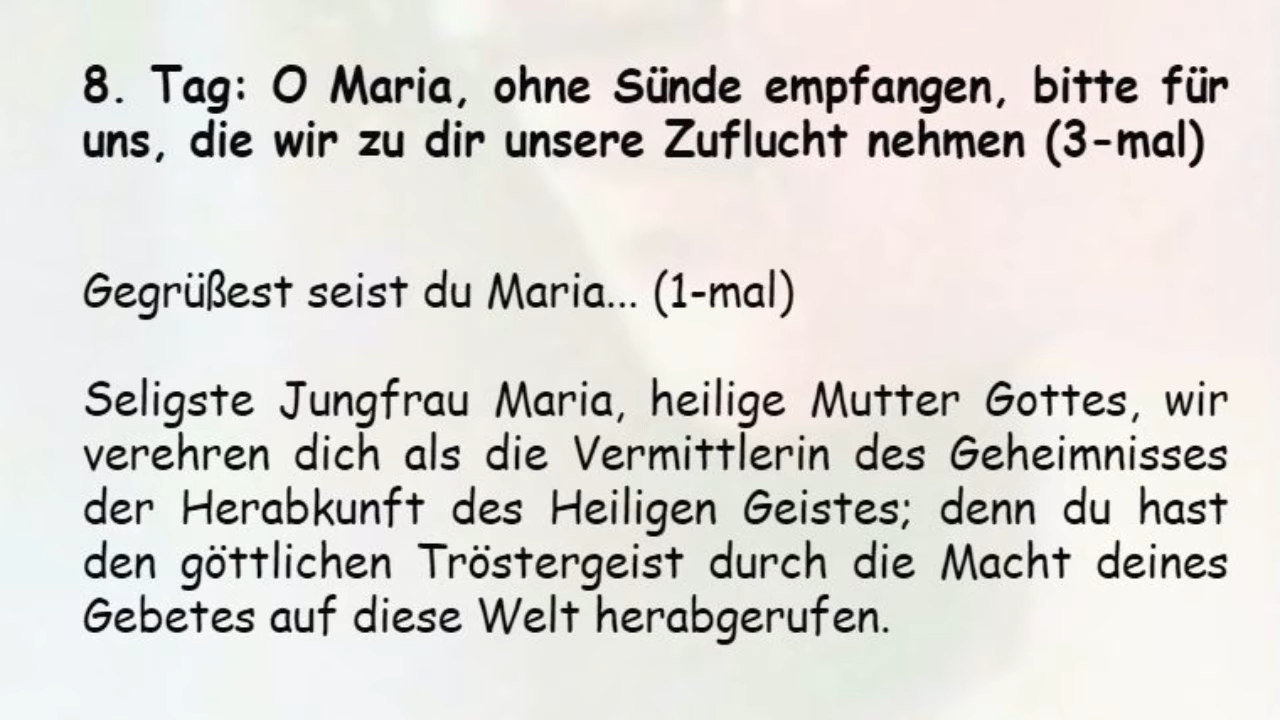 8. Tag: O Maria, ohne Sünde empfangen, bitte für
uns, die wir zu dir unsere Zuflucht nehmen (3-mal)
Gegrüßest seist du Maria... (1-mal)
Seligste Jungfrau Maria, heilige Mutter Gottes, wir
verehren dich als die Vermittlerin des Geheimnisses
der Herabkunft des Heiligen Geistes; denn du hast
den göttlichen Tröstergeist durch die Macht deines
Gebetes auf diese Welt herabgerufen.